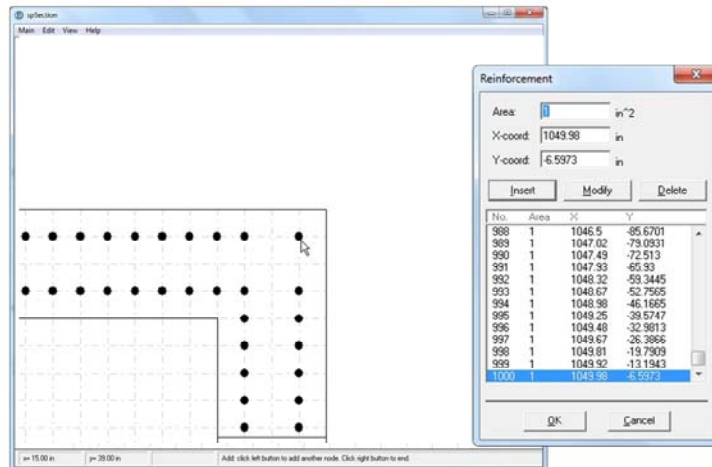 spSection
Main Edit View Help
x= 15.00 in y= 39.00 in Add: click left button to add another node. Click right button to end.
Reinforcement
Area: 1 in^2
X-coord: 1049.98 in
Y-coord: -6.5973 in
Insert Modify Delete
No. Area X Y
988 1 1046.5 -85.6701
989 1 1047.02 -79.0931
990 1 1047.49 -72.513
991 1 1047.93 -65.93
992 1 1048.32 -59.3445
993 1 1048.67 -52.7565
994 1 1048.98 -46.1665
995 1 1049.25 -39.5747
996 1 1049.48 -32.9813
997 1 1049.67 -26.3866
998 1 1049.81 -19.7909
999 1 1049.92 -13.1943
1000 1 1049.98 -6.5973
OK Cancel